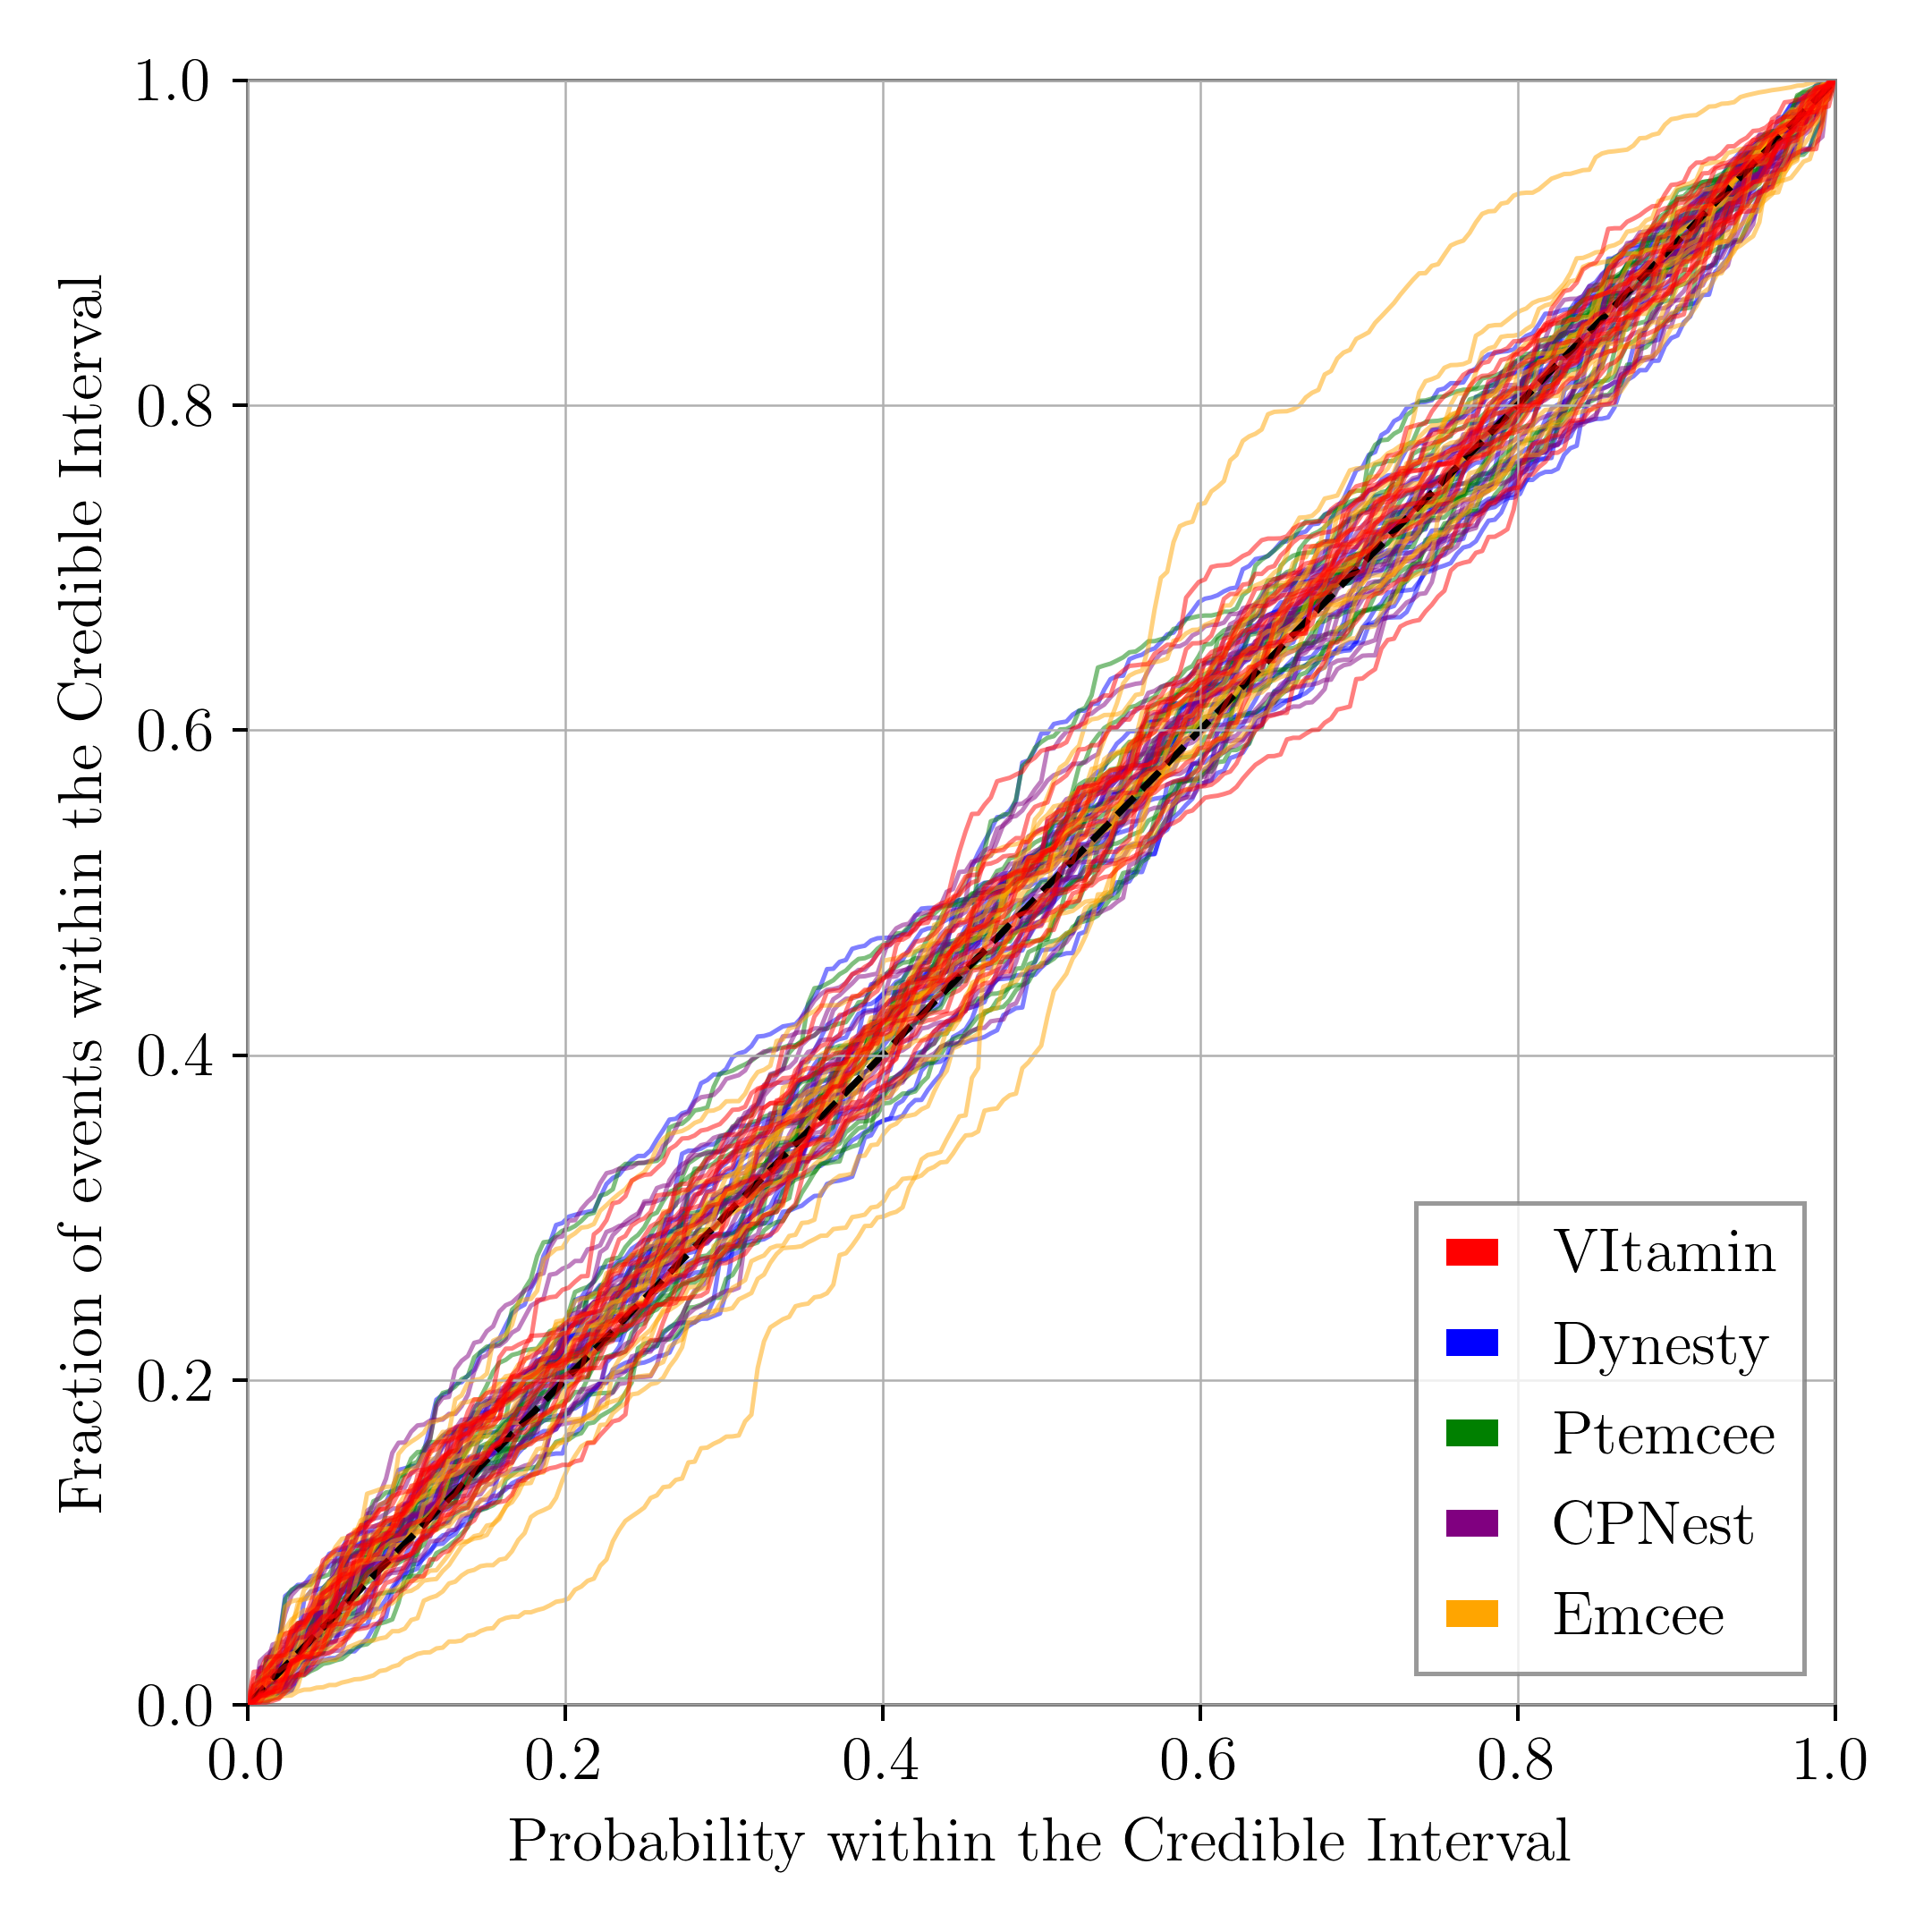 1.0
0.8
0.6
0.4
0.2
0.0
Fraction of events within the Credible Interval
VItamin
Dynesty
Ptemcee
CPNest
Emcee
0.0 0.2 0.4 0.6 0.8 1.0
Probability within the Credible Interval